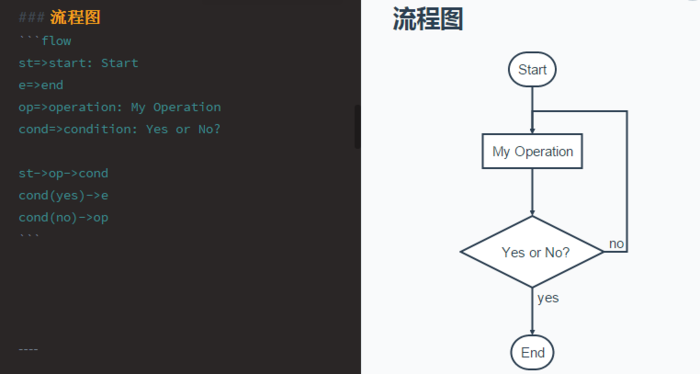 ### 流程图
```flow
st=>start: Start
e=>end
op=>operation: My Operation
cond=>condition: Yes or No?
st->op->cond
cond(yes)->e
cond(no)->op
```
----
流程图
Start
My Operation
Yes or No?
no
yes
End